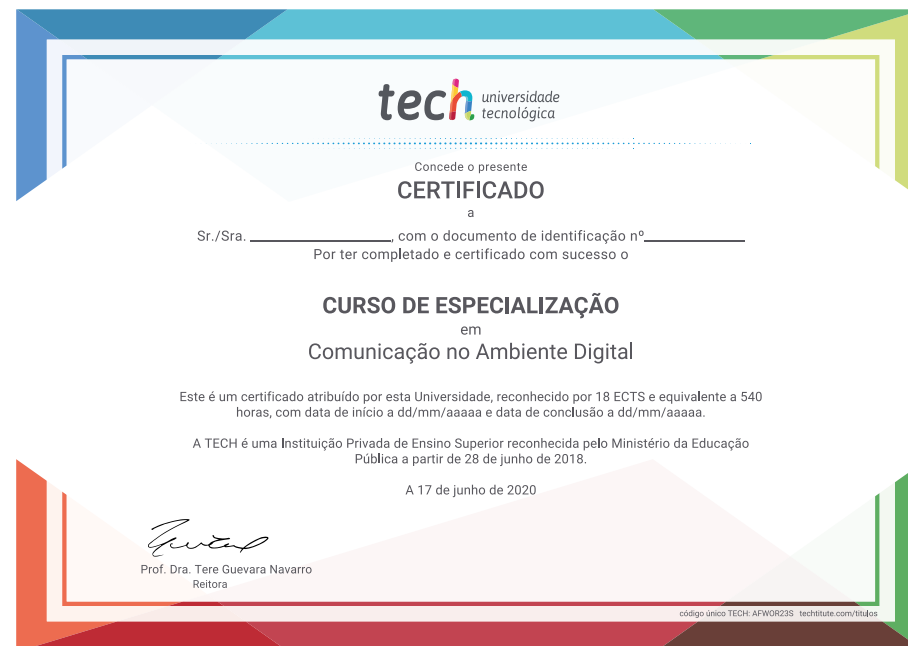 tech universidade
tecnológica
Concede o presente
CERTIFICADO
a
Sr./Sra. ____________________, com o documento de identificação nº______________
Por ter completado e certificado com sucesso o
CURSO DE ESPECIALIZAÇÃO
em
Comunicação no Ambiente Digital
Este é um certificado atribuído por esta Universidade, reconhecido por 18 ECTS e equivalente a 540
horas, com data de início a dd/mm/aaaaa e data de conclusão a dd/mm/aaaaa.
A TECH é uma Instituição Privada de Ensino Superior reconhecida pelo Ministério da Educação
Pública a partir de 28 de junho de 2018.
A 17 de junho de 2020
Prof. Dra. Tere Guevara Navarro
Reitora
código único TECH: AFWOR23S techtitute.com/titulos